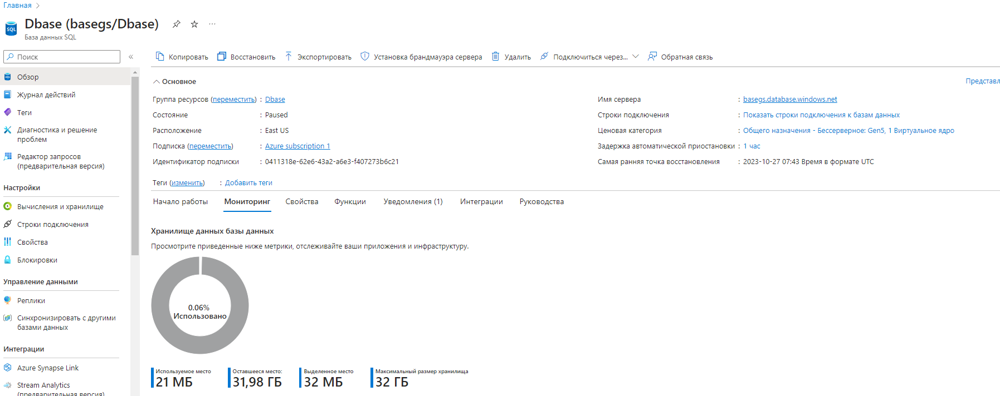 Главная
Dbase (basegs/Dbase)
База данных SQL
Поиск
Обзор
Журнал действий
Теги
Диагностика и решение
проблем
Редактор запросов
(предварительная версия)
Настройки
Вычисления и хранилище
Строки подключения
Свойства
Блокировки
Управление данными
Реплики
Синхронизировать с другими
базами данных
Интеграции
Azure Synapse Link
Stream Analytics
(предварительная версия)
Копировать Восстановить Экспортировать Установка брандмауэра сервера Удалить Подключиться через... Обратная связь
Основное
Представл
Группа ресурсов (переместить) : Dbase
Состояние : Paused
Расположение : East US
Подписка (переместить) : Azure subscription 1
Идентификатор подписки : 0411318e-62e6-43a2-a6e3-f407273b6c21
Имя сервера : basegs.database.windows.net
Строки подключения : Показать строки подключения к базам данных
Ценовая категория : Общего назначения - Бессерверное: Gen5, 1 Виртуальное ядро
Задержка автоматической приостановки : 1 час
Самая ранняя точка восстановления : 2023-10-27 07:43 Время в формате UTC
Теги (изменить) : Добавить теги
Начало работы Мониторинг Свойства Функции Уведомления (1) Интеграции Руководства
Хранилище данных базы данных
Просмотрите приведенные ниже метрики, отслеживайте ваши приложения и инфраструктуру.
0.06%
Использовано
Используемое место
21 МБ
Оставшееся место:
31,98 ГБ
Выделенное место
32 МБ
Максимальный размер хранилища
32 ГБ